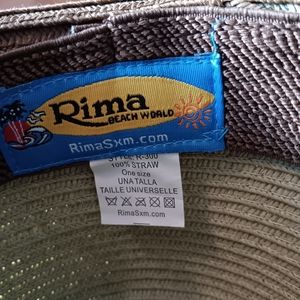 Rima
BEACH WORLD
RimaSxm.com
STYLE R-300
100% STRAW
One size
UNA TALLA
TAILLE UNIVERSELLE
RimaSxm.com